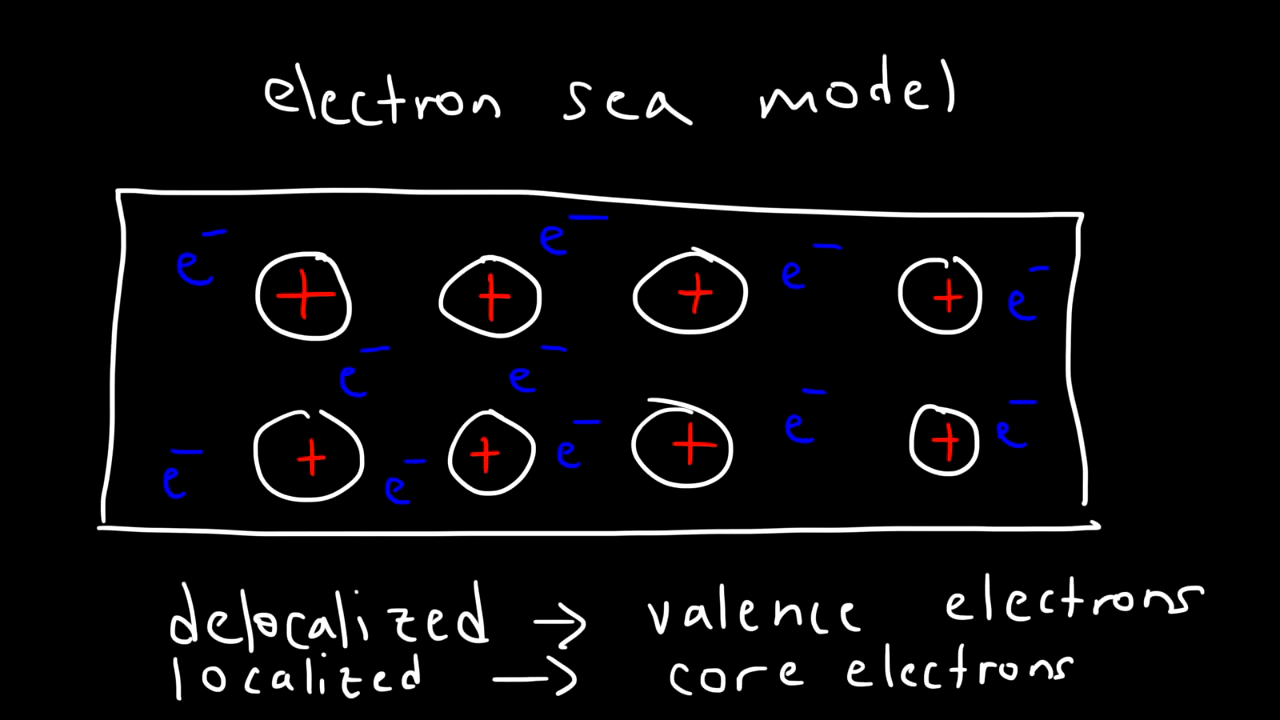 electron sea model
e⁻ e⁻ e⁻ e⁻
+ + + +
e⁻ e⁻
e⁻ e⁻ e⁻ e⁻ e⁻
+ + + +
delocalized → valence electrons
localized → core electrons